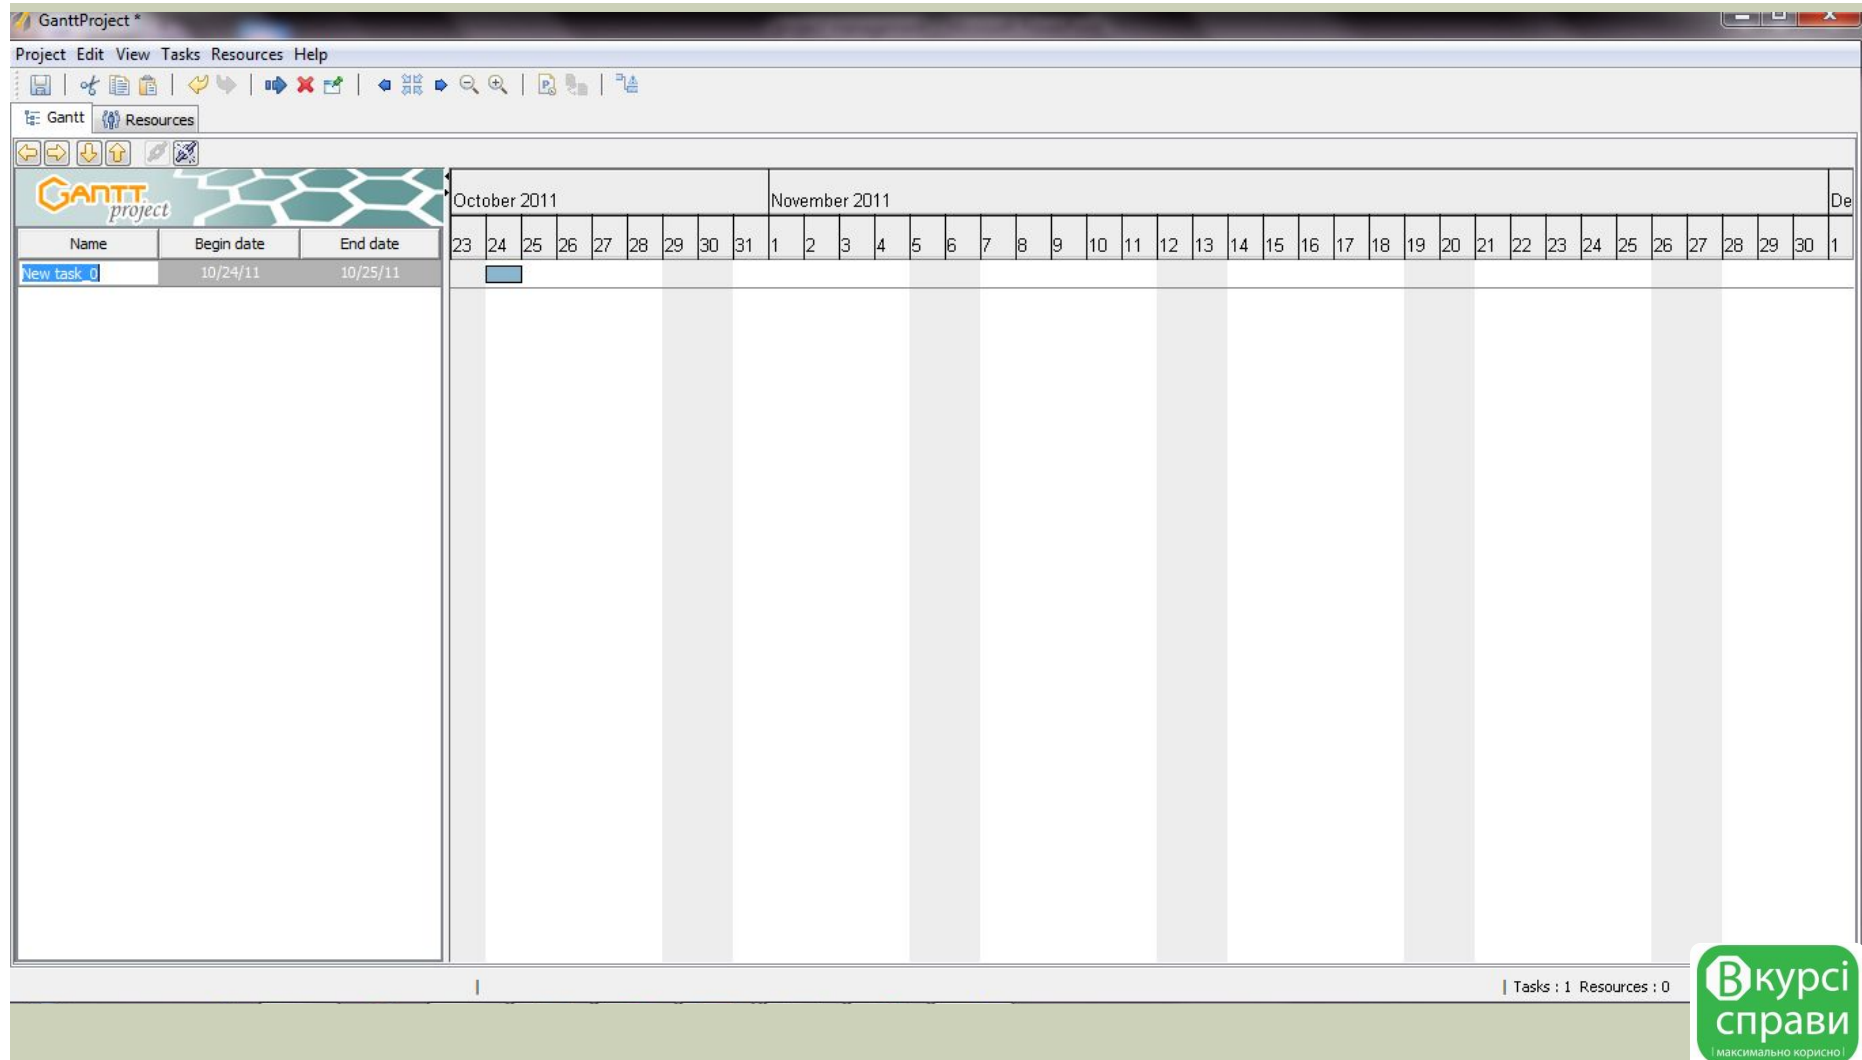 GanttProject *
Project Edit View Tasks Resources Help
Gantt Resources
GANTT project
October 2011 November 2011 De
Name Begin date End date 23 24 25 26 27 28 29 30 31 1 2 3 4 5 6 7 8 9 10 11 12 13 14 15 16 17 18 19 20 21 22 23 24 25 26 27 28 29 30 1
New task_0 10/24/11 10/25/11
Tasks : 1 Resources : 0
В курсі
справи
максимально корисно